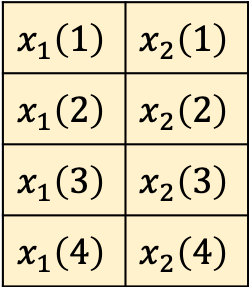 x₁(1) x₂(1)
x₁(2) x₂(2)
x₁(3) x₂(3)
x₁(4) x₂(4)